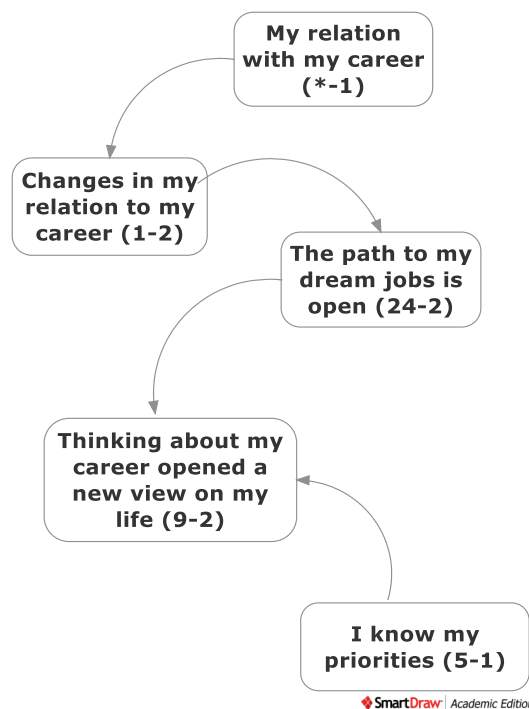 My relation
with my career
(*-1)
Changes in my
relation to my
career (1-2)
The path to my
dream jobs is
open (24-2)
Thinking about my
career opened a
new view on my
life (9-2)
I know my
priorities (5-1)
SmartDraw Academic Editio